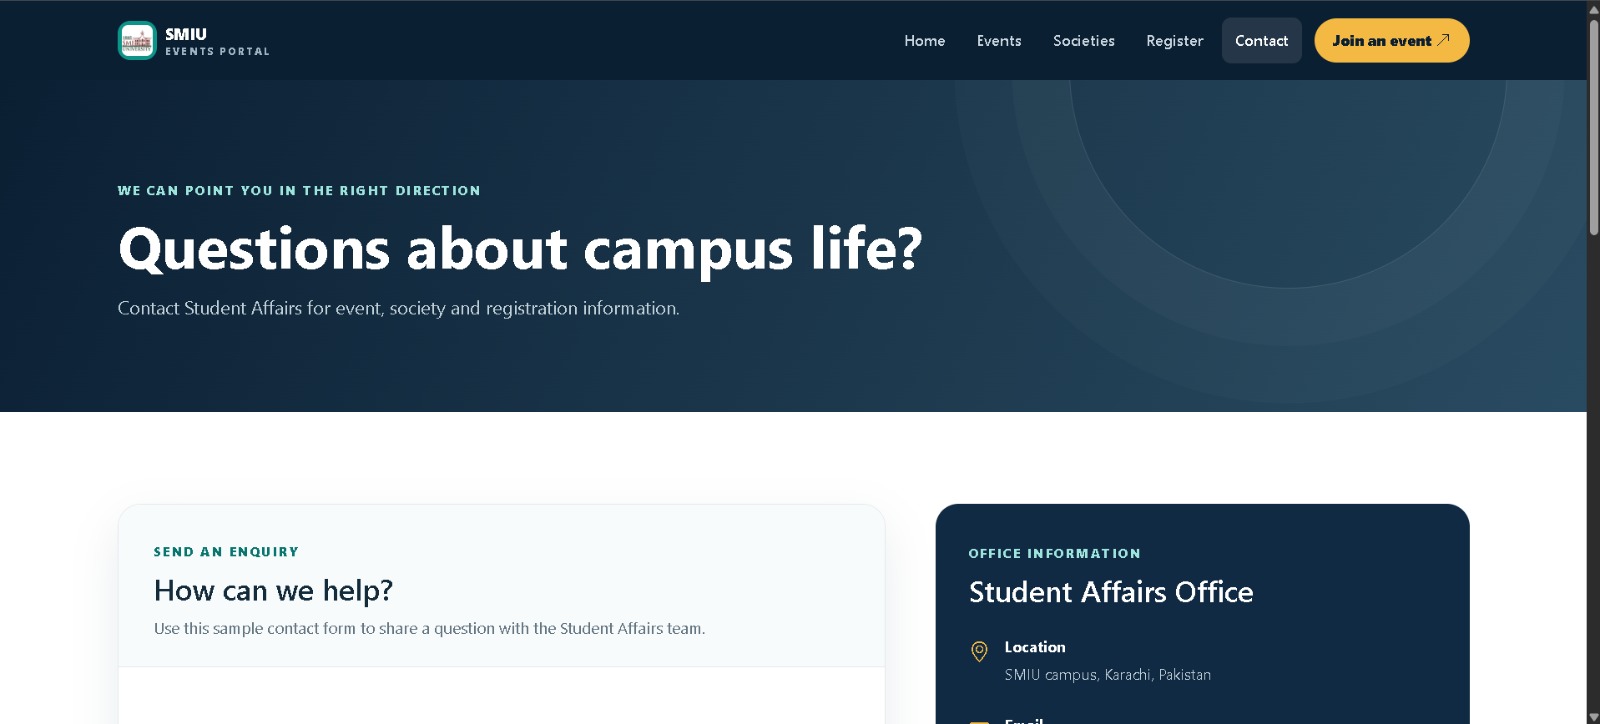 SMIU
EVENTS PORTAL
Home
Events
Societies
Register
Contact
Join an event
WE CAN POINT YOU IN THE RIGHT DIRECTION
Questions about campus life?
Contact Student Affairs for event, society and registration information.
SEND AN ENQUIRY
How can we help?
Use this sample contact form to share a question with the Student Affairs team.
OFFICE INFORMATION
Student Affairs Office
Location
SMIU campus, Karachi, Pakistan
Email